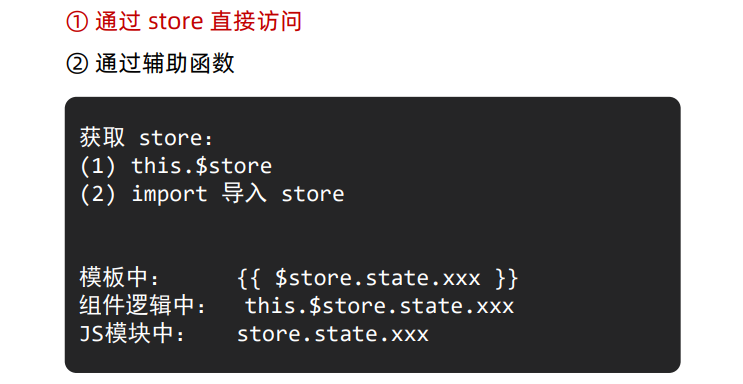 ① 通过 store 直接访问
② 通过辅助函数
获取 store:
(1) this.$store
(2) import 导入 store
模板中: {{ $store.state.xxx }}
组件逻辑中: this.$store.state.xxx
JS模块中: store.state.xxx